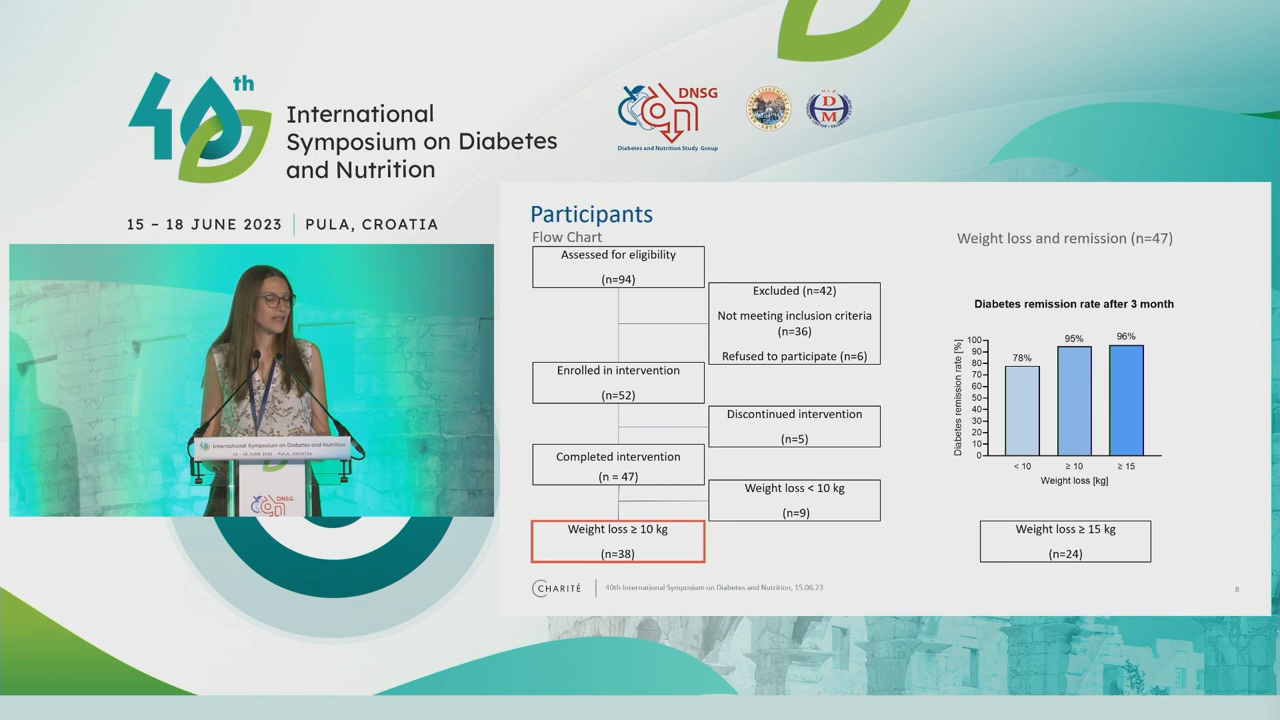 40th
International
Symposium on Diabetes
and Nutrition
15 – 18 JUNE 2023 | PULA, CROATIA
DNSG
Diabetes and Nutrition Study Group
D
M
International Symposium on Diabetes and Nutrition
15 - 18 JUNE 2023 | PULA, CROATIA
DNSG
Participants
Flow Chart
Assessed for eligibility
(n=94)
Excluded (n=42)
Not meeting inclusion criteria
(n=36)
Refused to participate (n=6)
Enrolled in intervention
(n=52)
Discontinued intervention
(n=5)
Completed intervention
(n = 47)
Weight loss < 10 kg
(n=9)
Weight loss ≥ 10 kg
(n=38)
Weight loss and remission (n=47)
Diabetes remission rate after 3 month
Diabetes remission rate [%]
100
90
80
70
60
50
40
30
20
10
0
78%
95%
96%
< 10
≥ 10
≥ 15
Weight loss [kg]
Weight loss ≥ 15 kg
(n=24)
CHARITÉ
40th International Symposium on Diabetes and Nutrition, 15.06.23
8